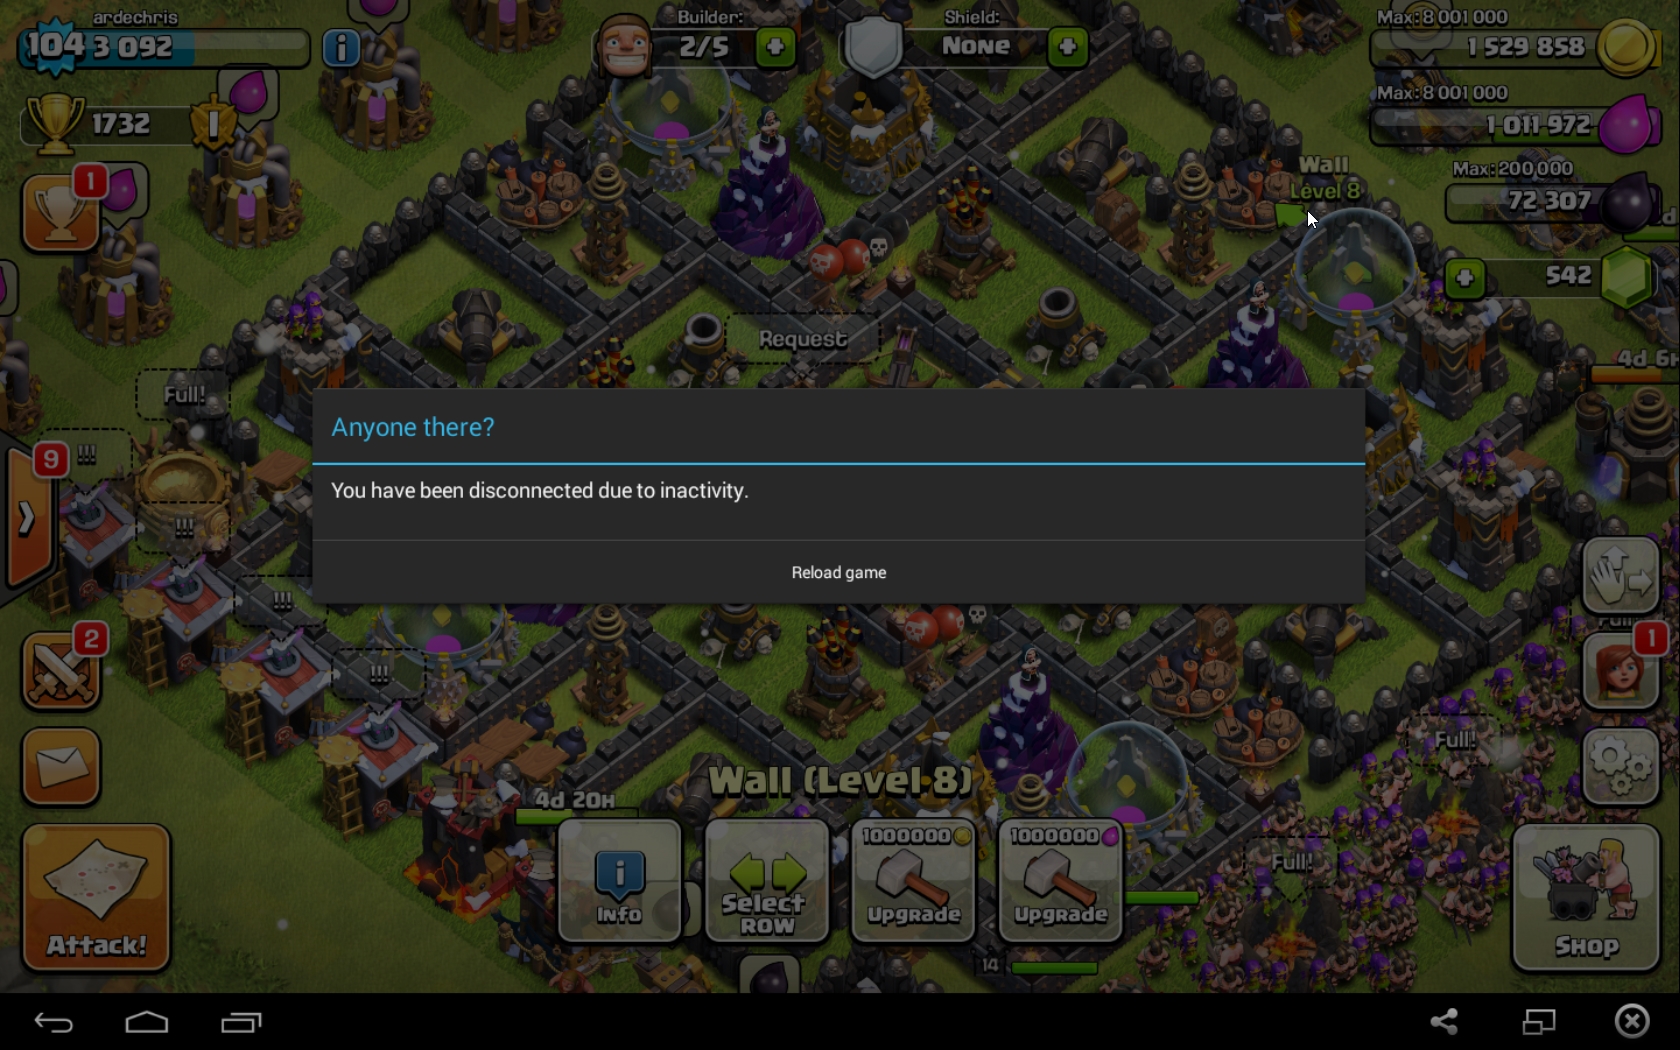 ardechris
104 3 092
Builder:
2/5
Shield:
None
Max: 8 001 000
1 529 858
1732
I
Max: 8 001 000
1 011 972
1
Wall
Level 8
Max: 200 000
72 307
542
Request
4d 6H
Full!
Anyone there?
9
!!!
You have been disconnected due to inactivity.
!!!
Reload game
!!!
2
1
!!!
Full!
Wall (Level 8)
4d 20H
1000000
1000000
Full!
Info
Select
Row
Upgrade
Upgrade
Attack!
Shop
14